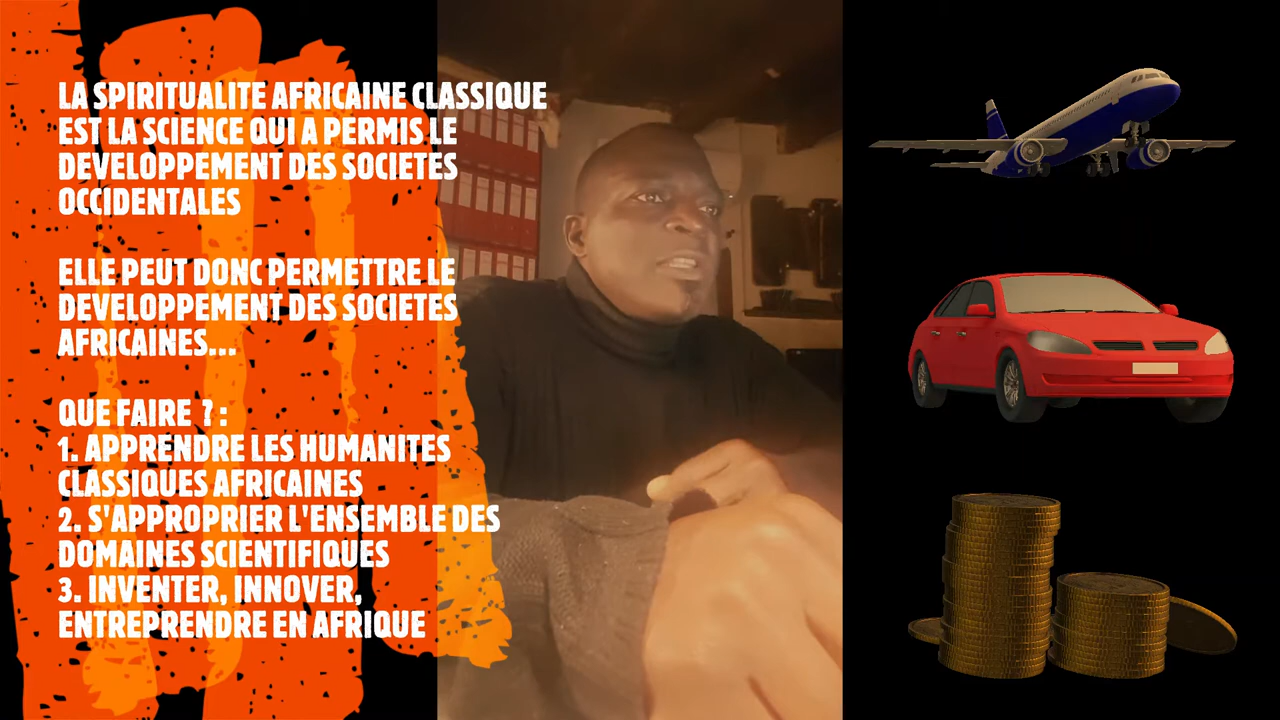 LA SPIRITUALITE AFRICAINE CLASSIQUE
EST LA SCIENCE QUI A PERMIS LE
DEVELOPPEMENT DES SOCIETES
OCCIDENTALES
ELLE PEUT DONC PERMETTRE LE
DEVELOPPEMENT DES SOCIETES
AFRICAINES...
QUE FAIRE ? :
1. APPRENDRE LES HUMANITES
CLASSIQUES AFRICAINES
2. S'APPROPRIER L'ENSEMBLE DES
DOMAINES SCIENTIFIQUES
3. INVENTER, INNOVER,
ENTREPRENDRE EN AFRIQUE